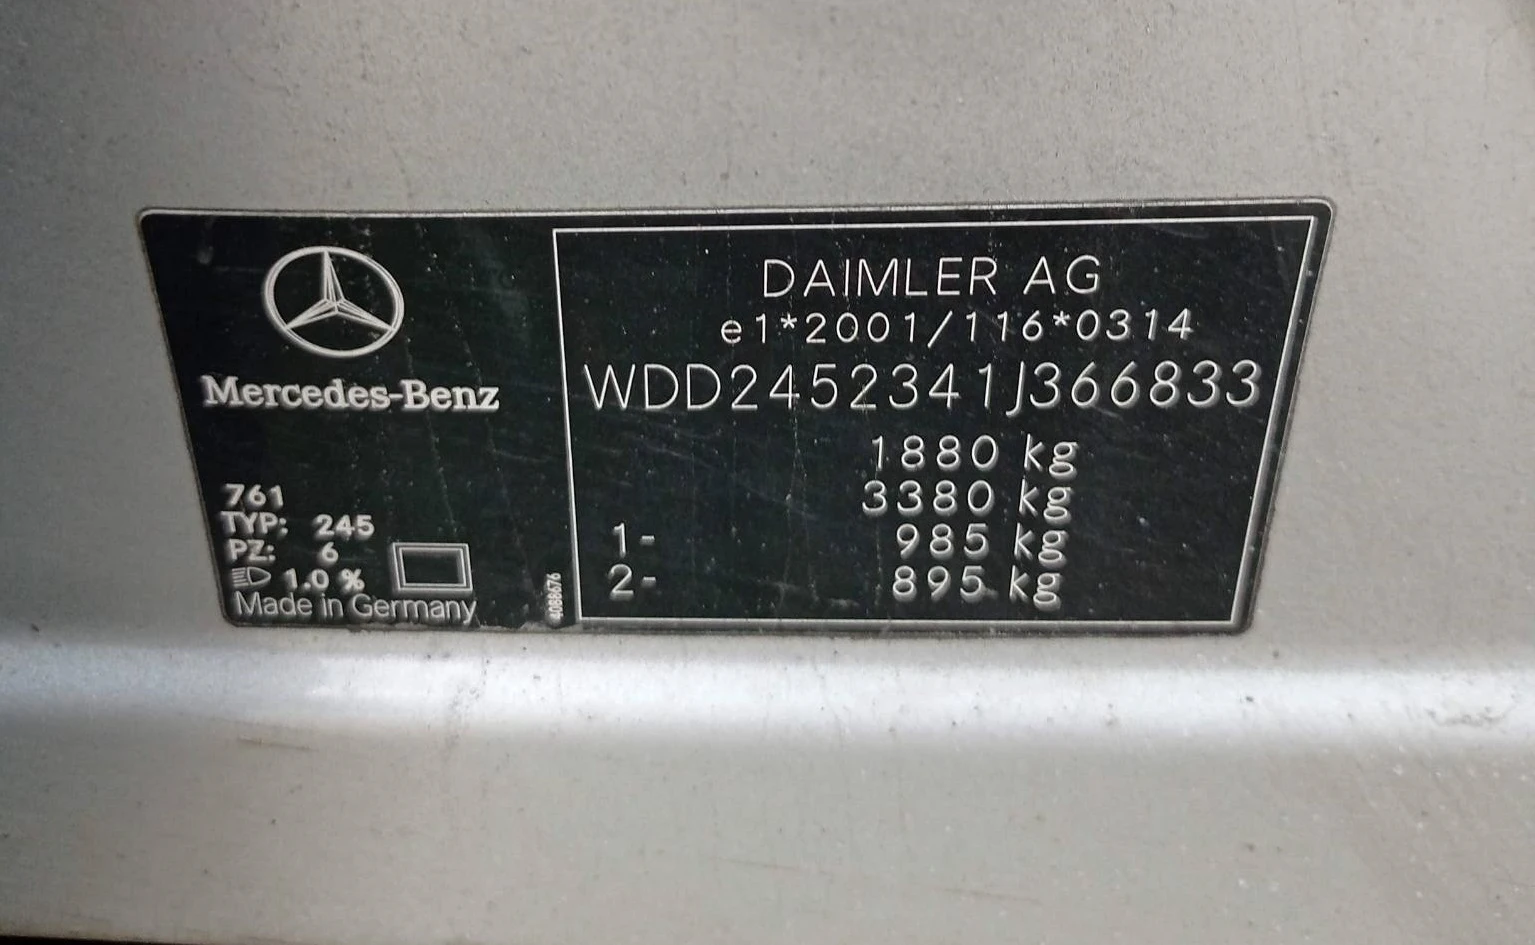 Mercedes-Benz
761
TYP: 245
PZ: 6
1.0 %
Made in Germany
4088676
DAIMLER AG
e1*2001/116*0314
WDD2452341J366833
1880 kg
3380 kg
1- 985 kg
2- 895 kg